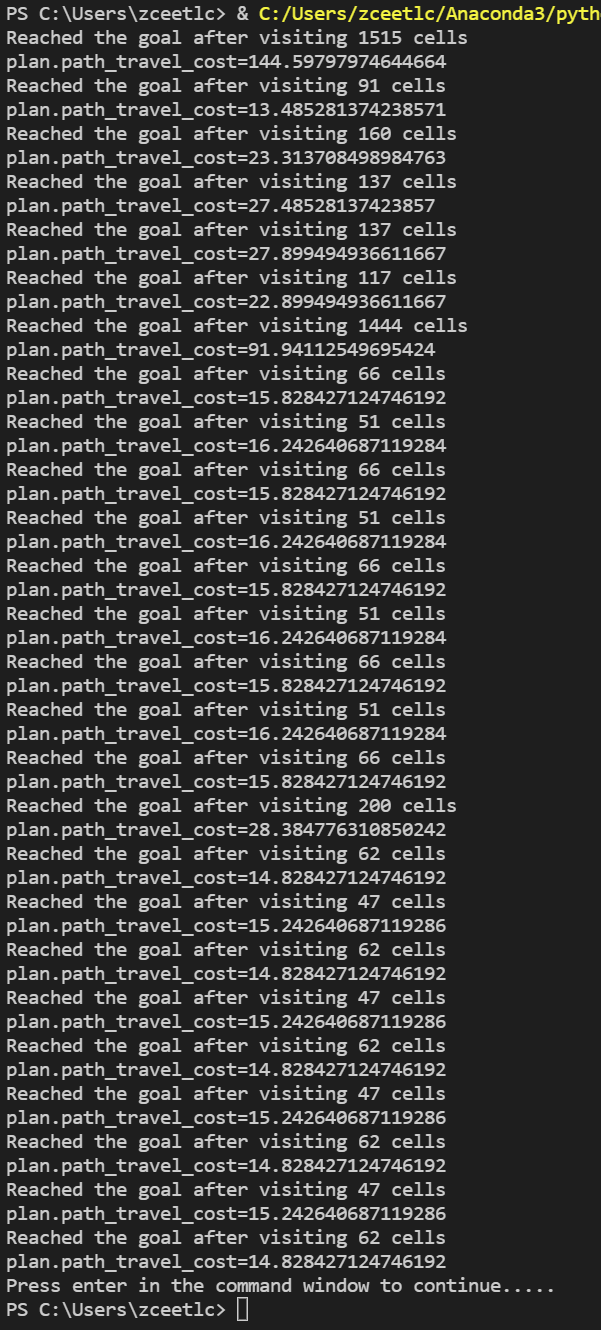 PS C:\Users\zceetlc> & C:/Users/zceetlc/Anaconda3/pyth
Reached the goal after visiting 1515 cells
plan.path_travel_cost=144.59797974644664
Reached the goal after visiting 91 cells
plan.path_travel_cost=13.485281374238571
Reached the goal after visiting 160 cells
plan.path_travel_cost=23.313708498984763
Reached the goal after visiting 137 cells
plan.path_travel_cost=27.48528137423857
Reached the goal after visiting 137 cells
plan.path_travel_cost=27.899494936611667
Reached the goal after visiting 117 cells
plan.path_travel_cost=22.899494936611667
Reached the goal after visiting 1444 cells
plan.path_travel_cost=91.94112549695424
Reached the goal after visiting 66 cells
plan.path_travel_cost=15.828427124746192
Reached the goal after visiting 51 cells
plan.path_travel_cost=16.242640687119284
Reached the goal after visiting 66 cells
plan.path_travel_cost=15.828427124746192
Reached the goal after visiting 51 cells
plan.path_travel_cost=16.242640687119284
Reached the goal after visiting 66 cells
plan.path_travel_cost=15.828427124746192
Reached the goal after visiting 51 cells
plan.path_travel_cost=16.242640687119284
Reached the goal after visiting 66 cells
plan.path_travel_cost=15.828427124746192
Reached the goal after visiting 51 cells
plan.path_travel_cost=16.242640687119284
Reached the goal after visiting 66 cells
plan.path_travel_cost=15.828427124746192
Reached the goal after visiting 200 cells
plan.path_travel_cost=28.384776310850242
Reached the goal after visiting 62 cells
plan.path_travel_cost=14.828427124746192
Reached the goal after visiting 47 cells
plan.path_travel_cost=15.242640687119286
Reached the goal after visiting 62 cells
plan.path_travel_cost=14.828427124746192
Reached the goal after visiting 47 cells
plan.path_travel_cost=15.242640687119286
Reached the goal after visiting 62 cells
plan.path_travel_cost=14.828427124746192
Reached the goal after visiting 47 cells
plan.path_travel_cost=15.242640687119286
Reached the goal after visiting 62 cells
plan.path_travel_cost=14.828427124746192
Reached the goal after visiting 47 cells
plan.path_travel_cost=15.242640687119286
Reached the goal after visiting 62 cells
plan.path_travel_cost=14.828427124746192
Press enter in the command window to continue.....
PS C:\Users\zceetlc>